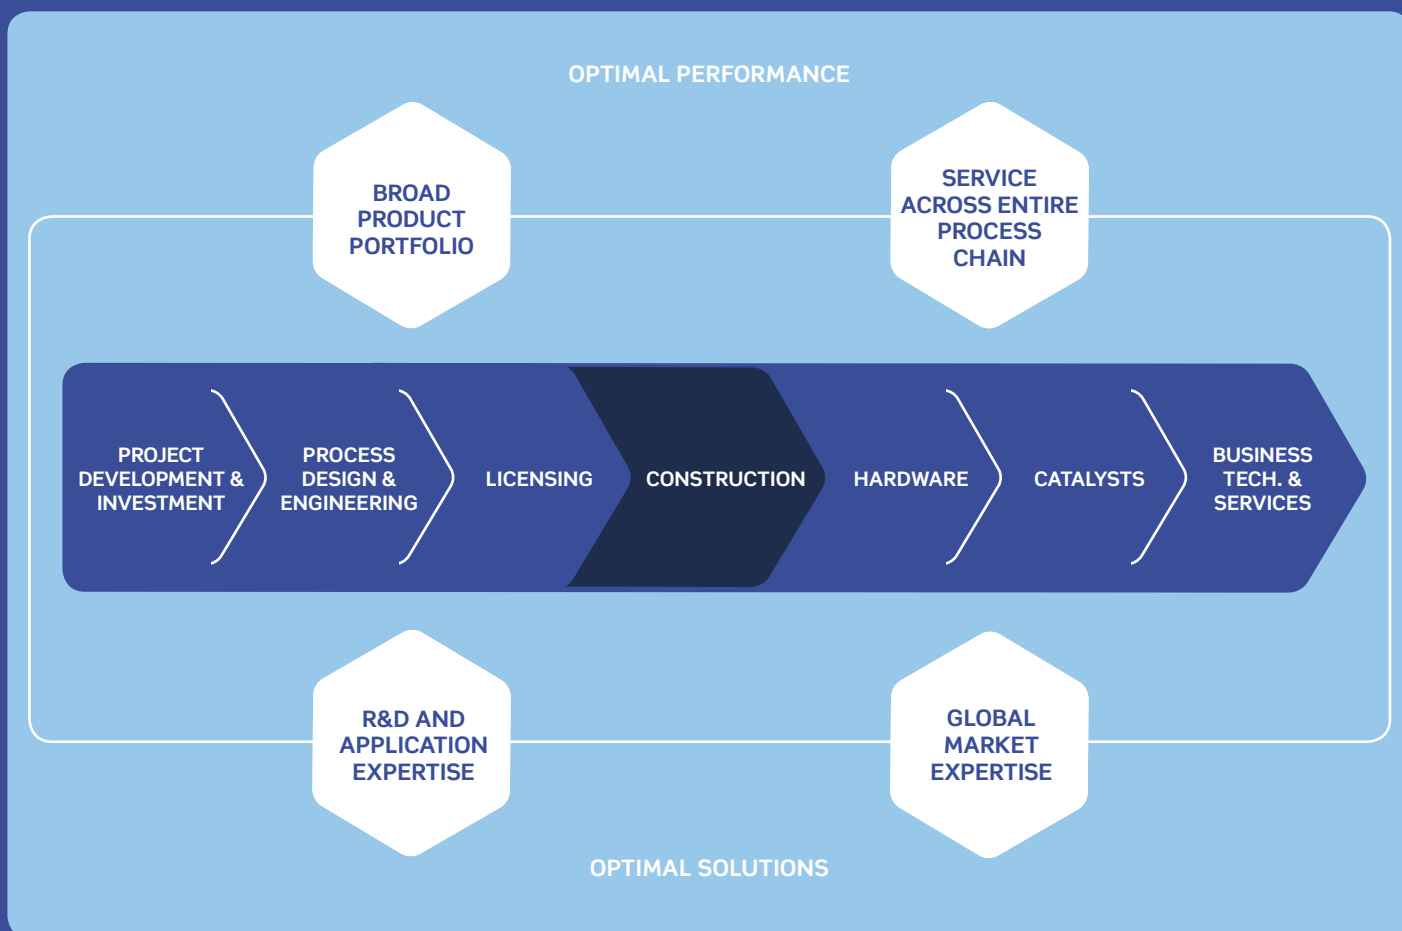 OPTIMAL PERFORMANCE
BROAD
PRODUCT
PORTFOLIO
SERVICE
ACROSS ENTIRE
PROCESS
CHAIN
PROJECT
DEVELOPMENT &
INVESTMENT
PROCESS
DESIGN &
ENGINEERING
LICENSING
CONSTRUCTION
HARDWARE
CATALYSTS
BUSINESS
TECH. &
SERVICES
R&D AND
APPLICATION
EXPERTISE
GLOBAL
MARKET
EXPERTISE
OPTIMAL SOLUTIONS